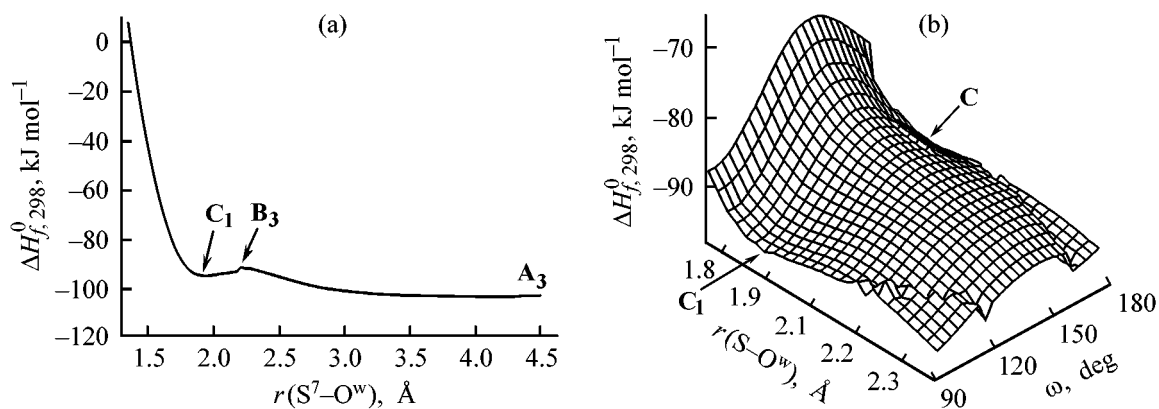 (a)
ΔH⁰f, 298, kJ mol⁻¹
0
−20
−40
−60
−80
−100
−120
C₁
B₃
A₃
1.5 2.0 2.5 3.0 3.5 4.0 4.5
r(S⁷–Oʷ), Å
(b)
ΔH⁰f, 298, kJ mol⁻¹
−70
−80
−90
C
C₁
1.8
1.9
2.1
2.2
2.3
r(S–Oʷ), Å
90
120
150
180
ω, deg